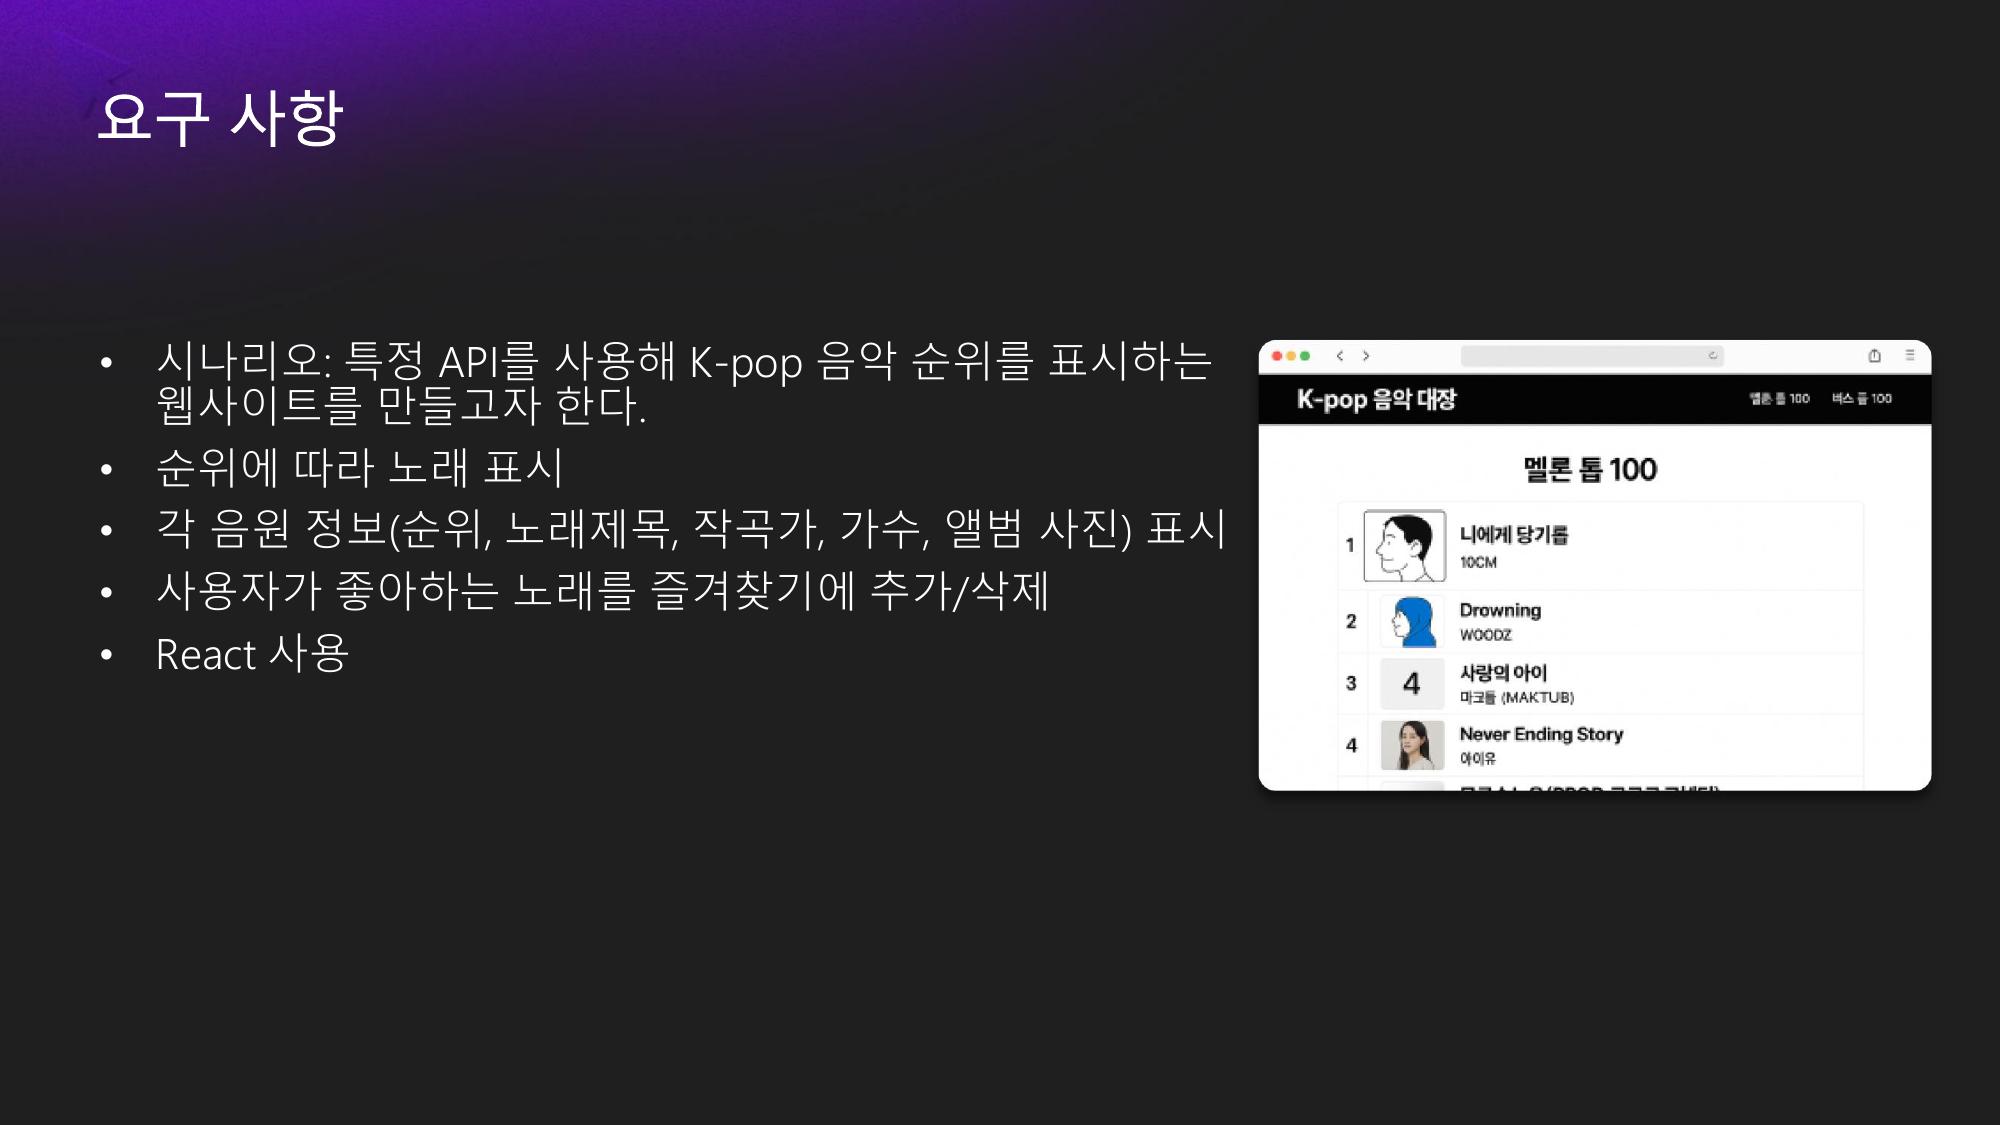 요구 사항
• 시나리오: 특정 API를 사용해 K-pop 음악 순위를 표시하는
웹사이트를 만들고자 한다.
• 순위에 따라 노래 표시
• 각 음원 정보(순위, 노래제목, 작곡가, 가수, 앨범 사진) 표시
• 사용자가 좋아하는 노래를 즐겨찾기에 추가/삭제
• React 사용
K-pop 음악 대장
멜론 톱 100 버스 톱 100
멜론 톱 100
1 니에게 당기롭
10CM
2 Drowning
WOODZ
3 4 사랑의 아이
마크툴 (MAKTUB)
4 Never Ending Story
아이유